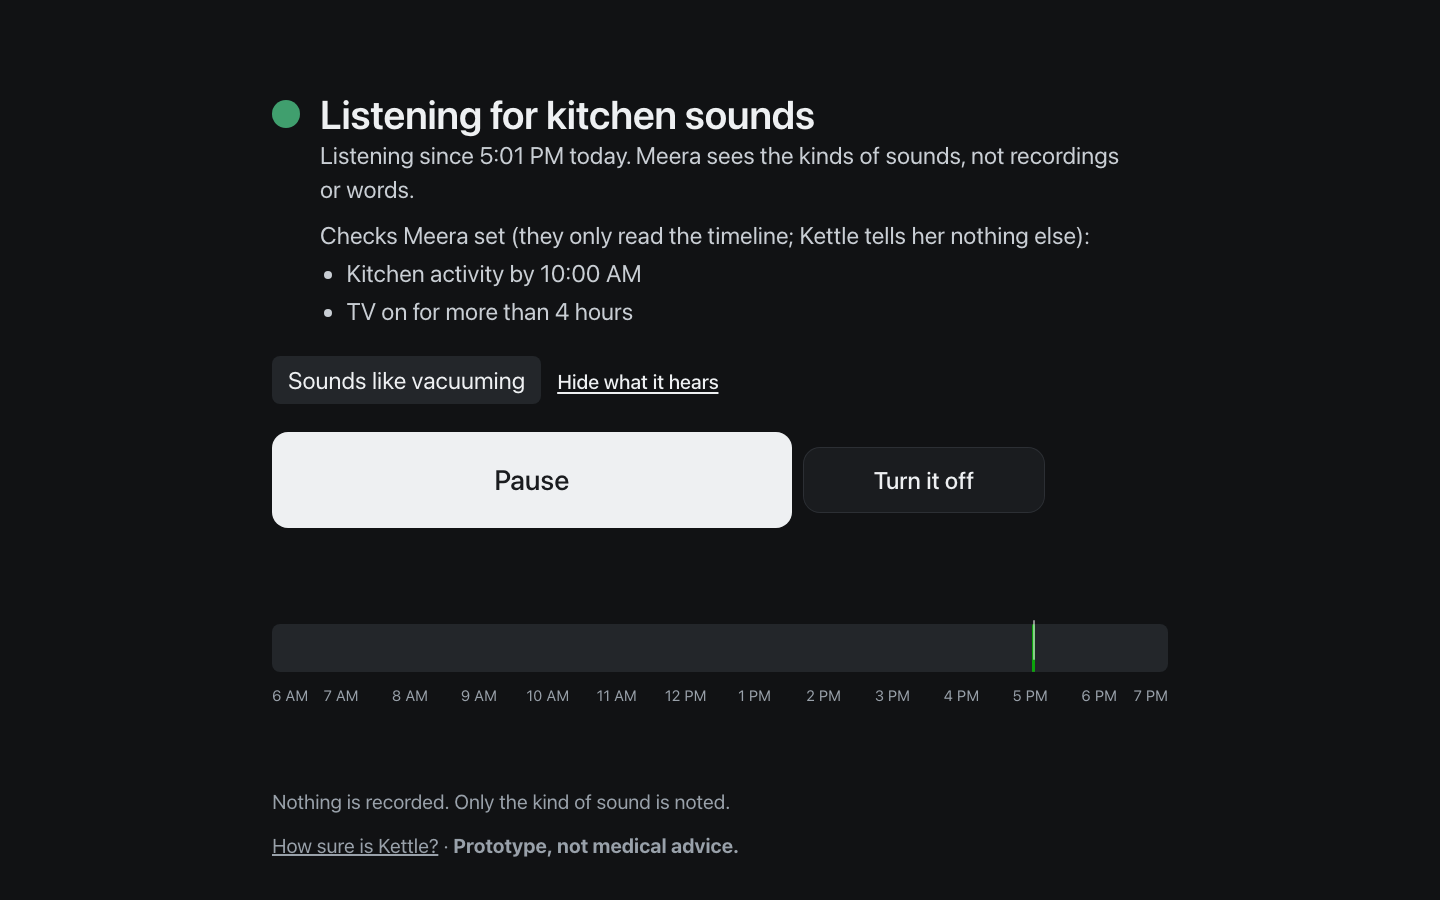 Listening for kitchen sounds
Listening since 5:01 PM today. Meera sees the kinds of sounds, not recordings
or words.
Checks Meera set (they only read the timeline; Kettle tells her nothing else):
• Kitchen activity by 10:00 AM
• TV on for more than 4 hours
Sounds like vacuuming Hide what it hears
Pause Turn it off
6 AM 7 AM 8 AM 9 AM 10 AM 11 AM 12 PM 1 PM 2 PM 3 PM 4 PM 5 PM 6 PM 7 PM
Nothing is recorded. Only the kind of sound is noted.
How sure is Kettle? · Prototype, not medical advice.